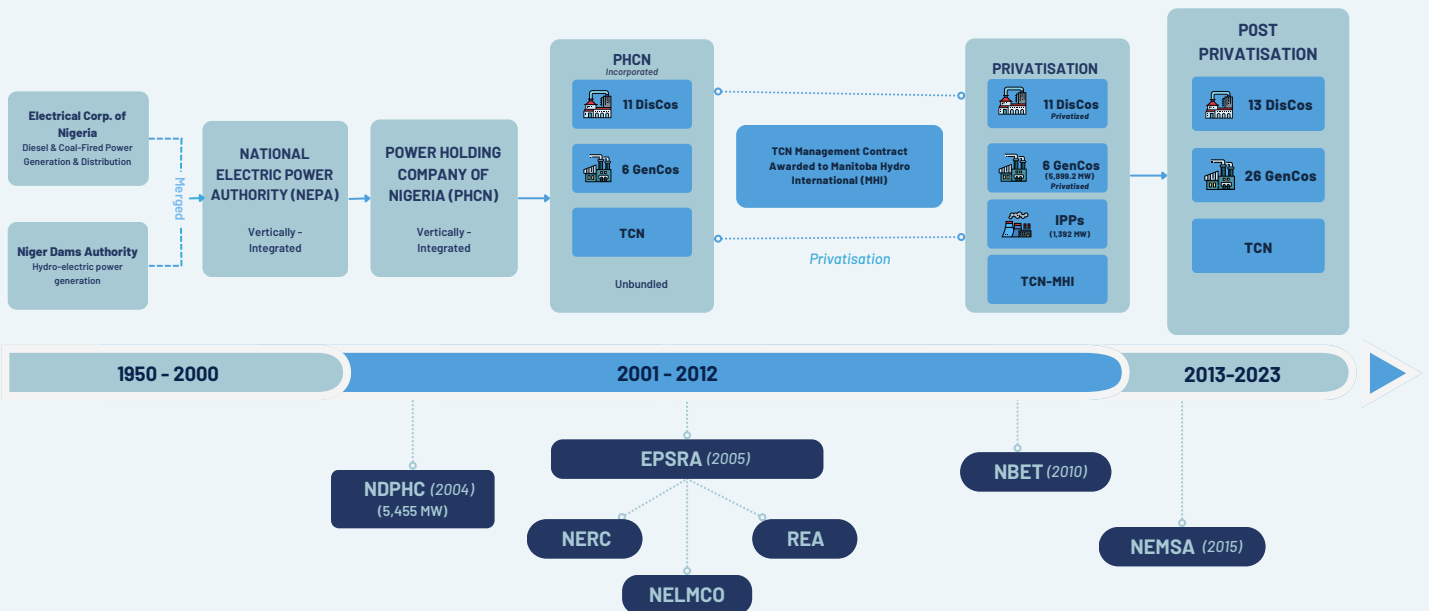 Electrical Corp. of
Nigeria
Diesel & Coal-Fired Power
Generation & Distribution
Niger Dams Authority
Hydro-electric power
generation
Merged
NATIONAL
ELECTRIC POWER
AUTHORITY (NEPA)
Vertically -
Integrated
POWER HOLDING
COMPANY OF
NIGERIA (PHCN)
Vertically -
Integrated
PHCN
Incorporated
11 DisCos
6 GenCos
TCN
Unbundled
TCN Management Contract
Awarded to Manitoba Hydro
International (MHI)
Privatisation
PRIVATISATION
11 DisCos
Privatized
6 GenCos
(5,899.2 MW)
Privatised
IPPs
(1,392 MW)
TCN-MHI
POST
PRIVATISATION
13 DisCos
26 GenCos
TCN
1950 - 2000
2001 - 2012
2013-2023
NDPHC (2004)
(5,455 MW)
EPSRA (2005)
NERC
REA
NELMCO
NBET (2010)
NEMSA (2015)